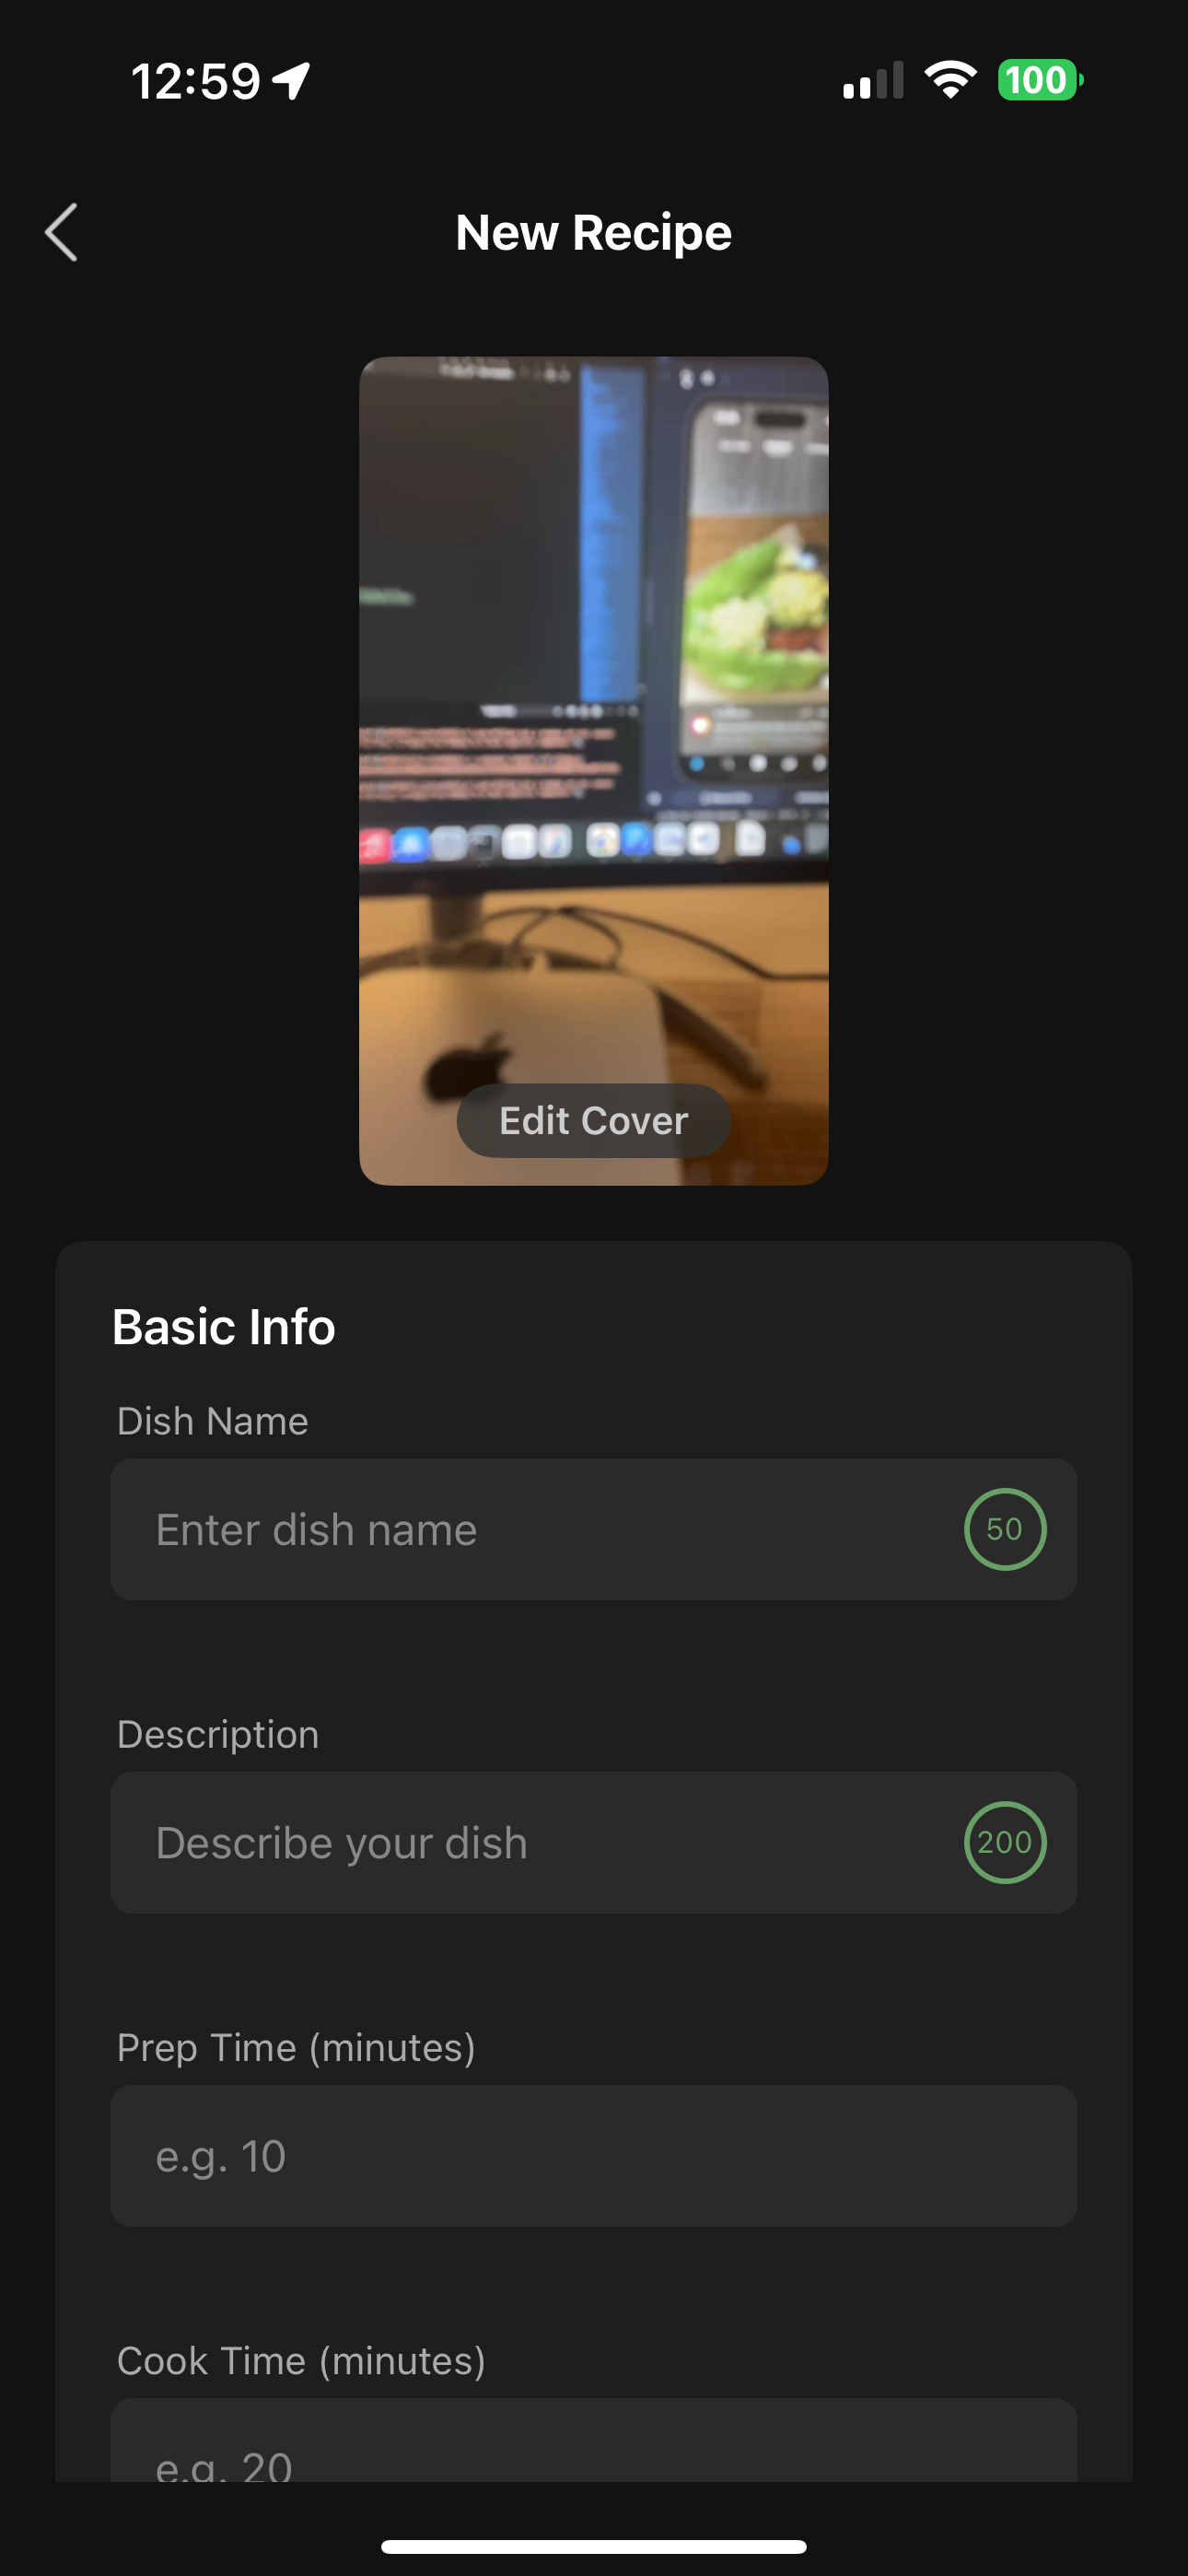 12:59
100
New Recipe
Edit Cover
Basic Info
Dish Name
Enter dish name
50
Description
Describe your dish
200
Prep Time (minutes)
e.g. 10
Cook Time (minutes)
e.g. 20